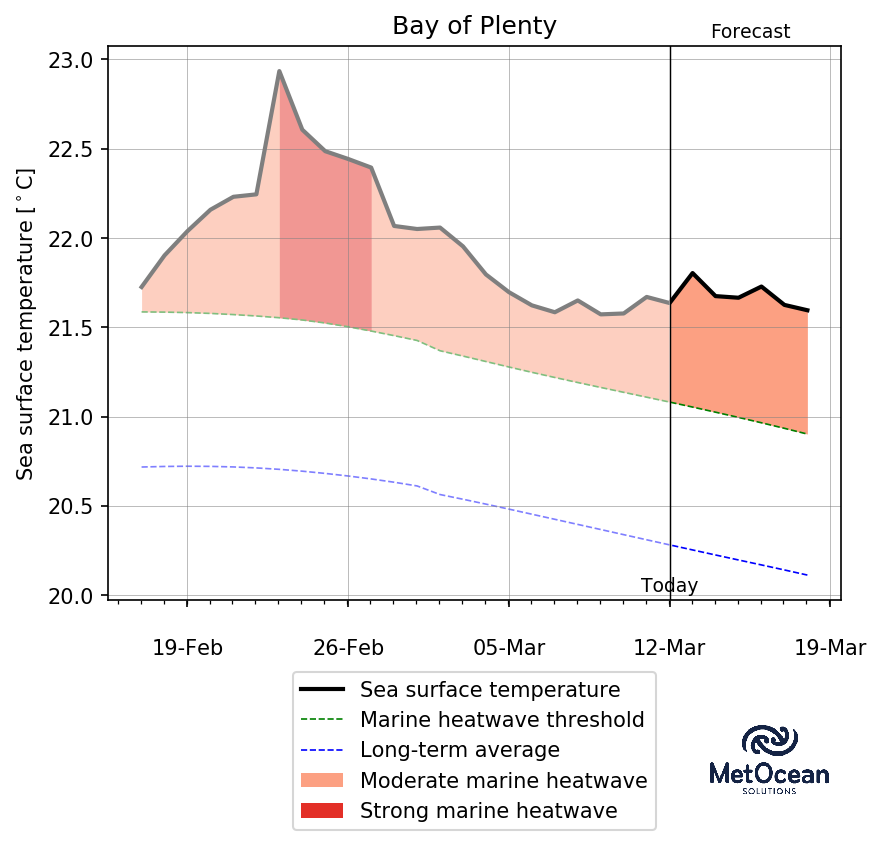 Bay of Plenty
Forecast
Sea surface temperature [°C]
23.0
22.5
22.0
21.5
21.0
20.5
20.0
Today
19-Feb
26-Feb
05-Mar
12-Mar
19-Mar
Sea surface temperature
Marine heatwave threshold
Long-term average
Moderate marine heatwave
Strong marine heatwave
MetOcean
SOLUTIONS